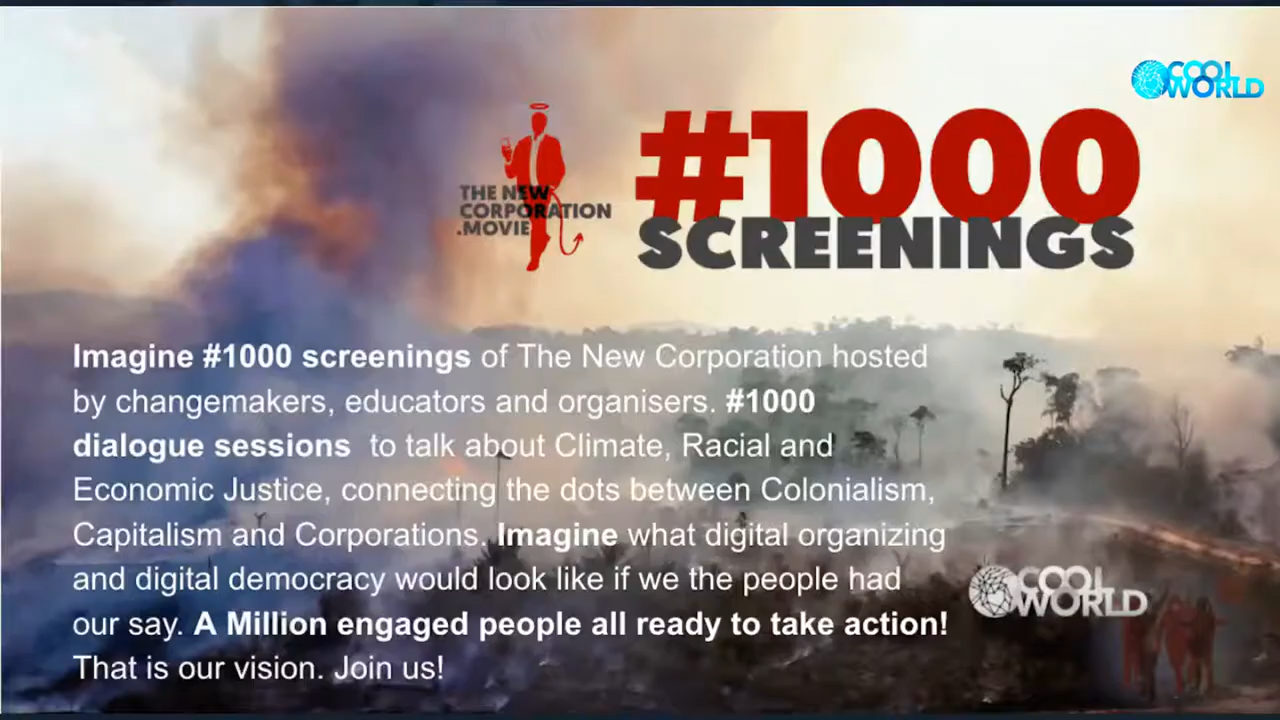 COOL
WORLD
#1000
SCREENINGS
THE NEW
CORPORATION
.MOVIE
Imagine #1000 screenings of The New Corporation hosted
by changemakers, educators and organisers. #1000
dialogue sessions to talk about Climate, Racial and
Economic Justice, connecting the dots between Colonialism,
Capitalism and Corporations. Imagine what digital organizing
and digital democracy would look like if we the people had
our say. A Million engaged people all ready to take action!
That is our vision. Join us!
COOL
WORLD